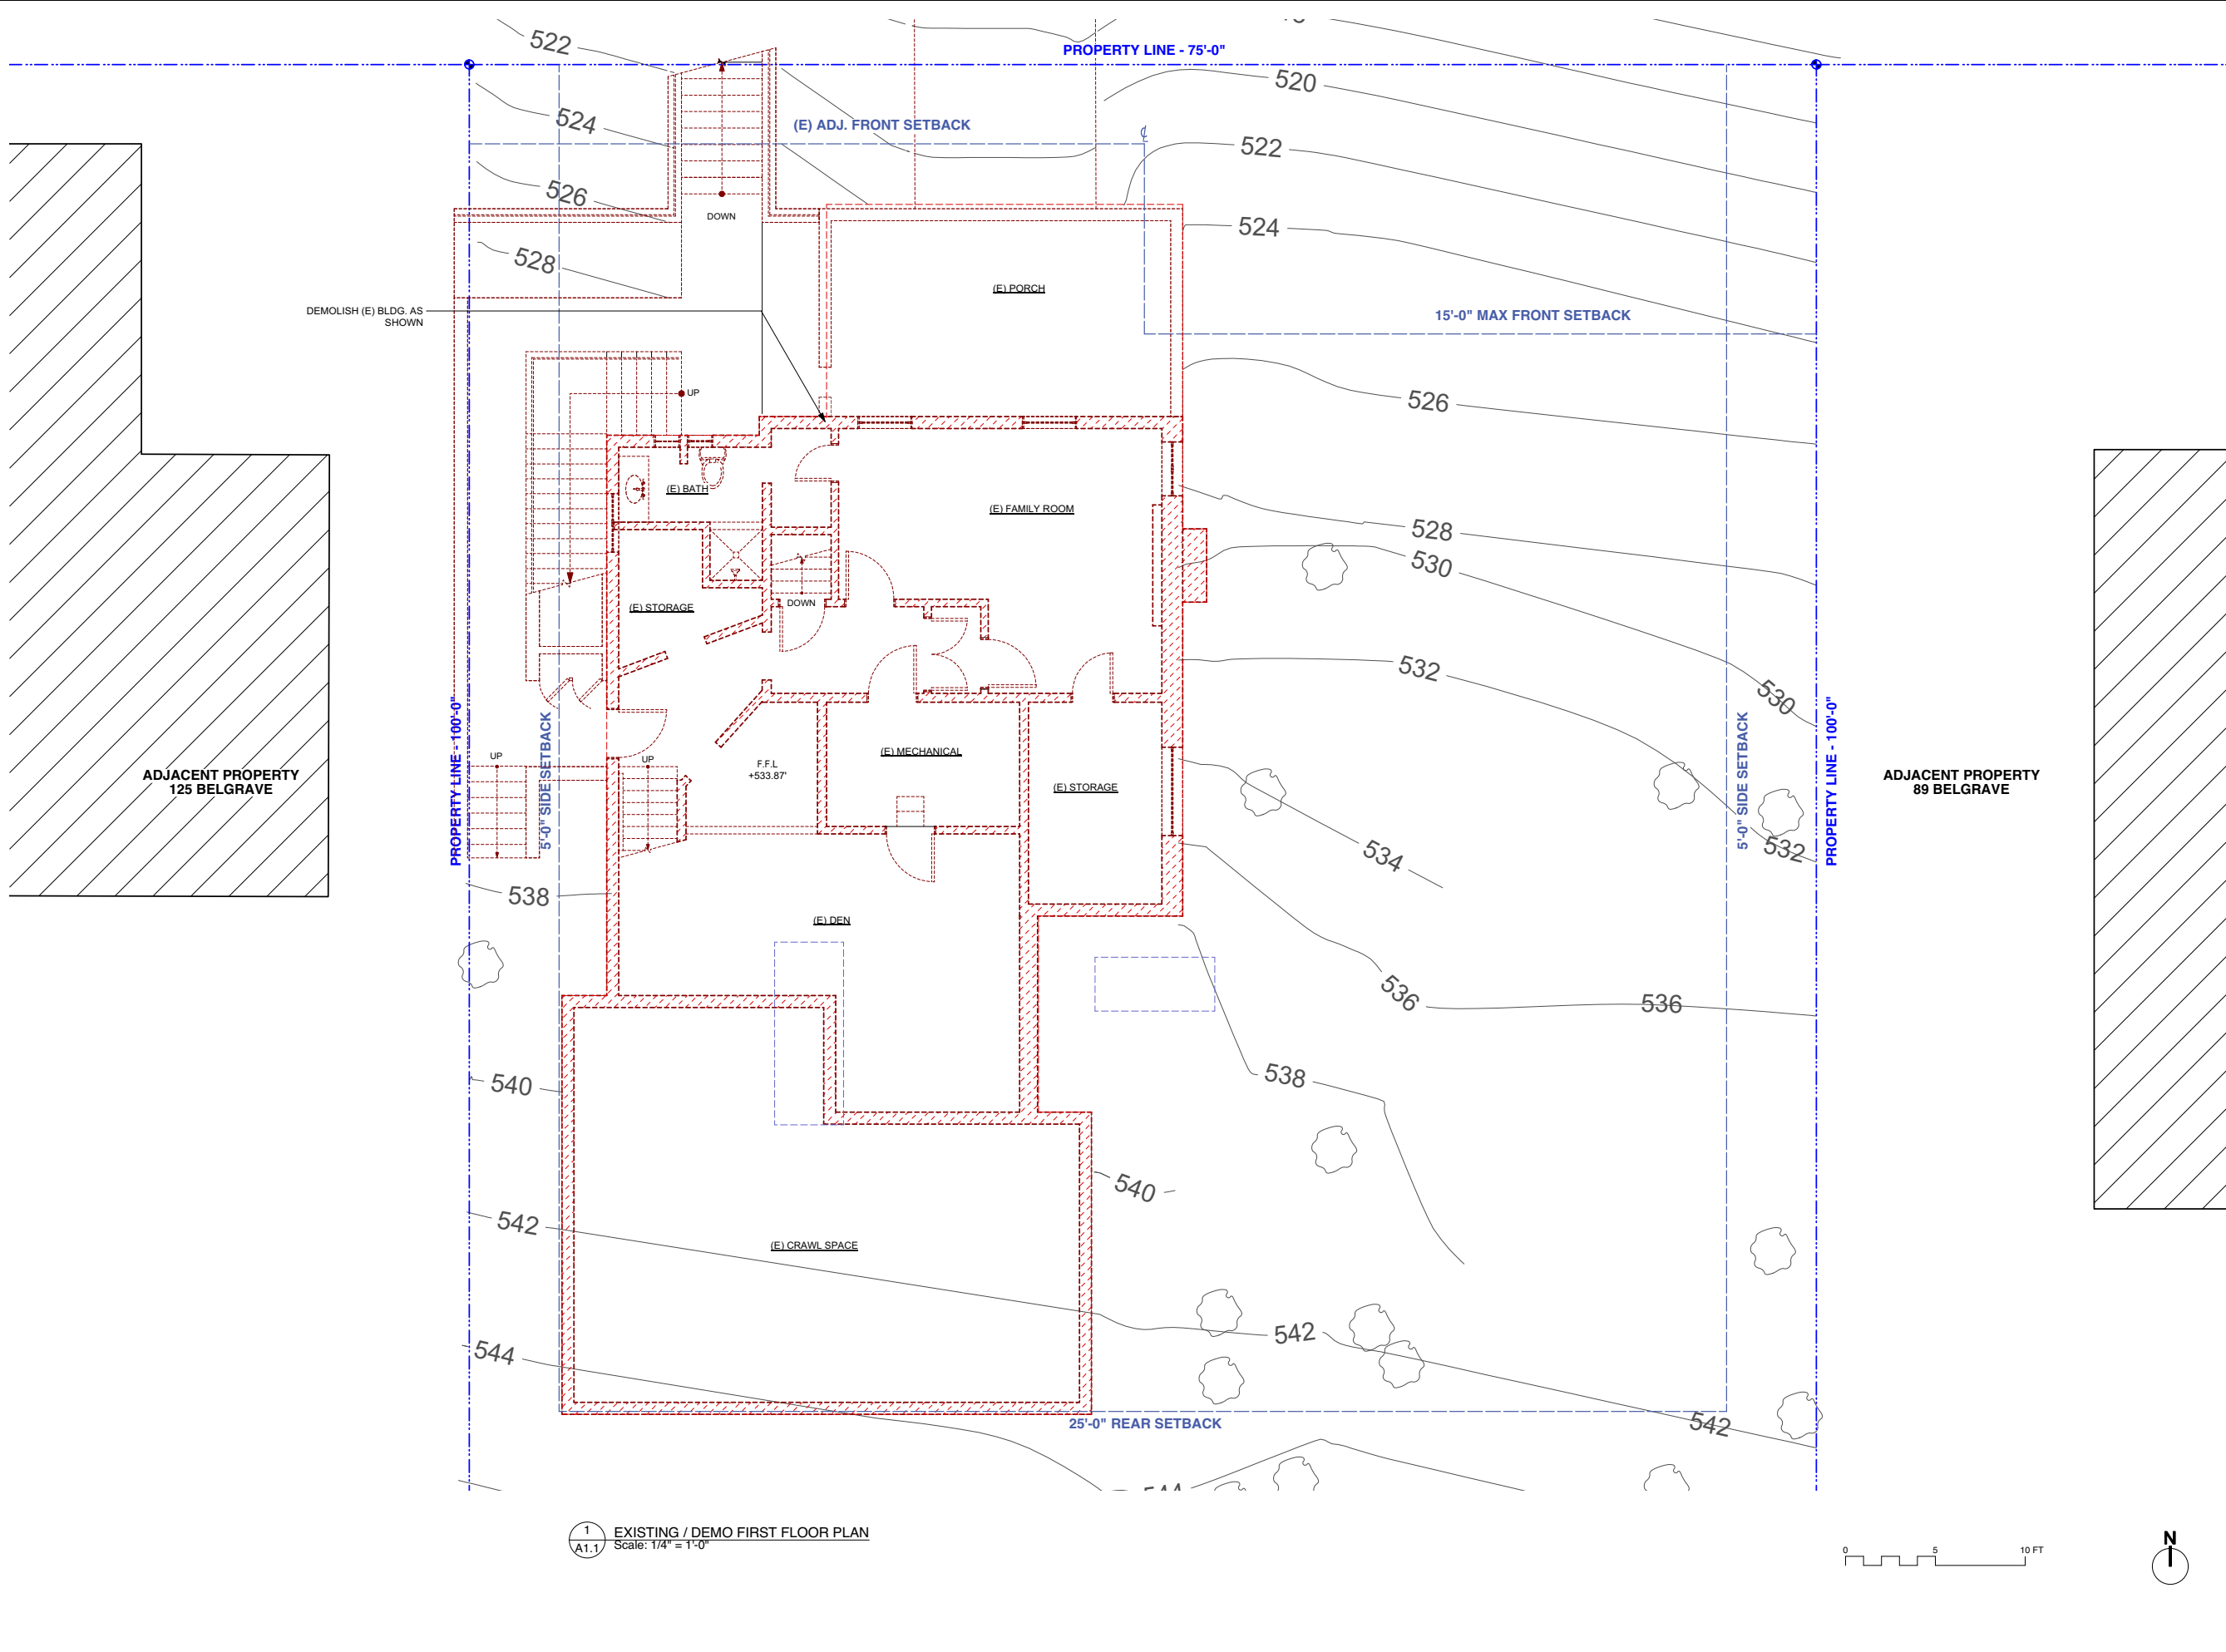 522
PROPERTY LINE - 75'-0"
520
524
(E) ADJ. FRONT SETBACK
522
526
DOWN
524
528
(E) PORCH
DEMOLISH (E) BLDG. AS
SHOWN
15'-0" MAX FRONT SETBACK
UP
526
(E) BATH
(E) FAMILY ROOM
528
530
(E) STORAGE
DOWN
532
530
PROPERTY LINE - 100'-0"
5'-0" SIDE SETBACK
UP
UP
F.F.L
+533.87'
(E) MECHANICAL
(E) STORAGE
5'-0" SIDE SETBACK
PROPERTY LINE - 100'-0"
ADJACENT PROPERTY
125 BELGRAVE
ADJACENT PROPERTY
89 BELGRAVE
534
532
538
(E) DEN
536
536
540
538
540
542
(E) CRAWL SPACE
542
544
25'-0" REAR SETBACK
542
544
1
A1.1
EXISTING / DEMO FIRST FLOOR PLAN
Scale: 1/4" = 1'-0"
0 5 10 FT
N